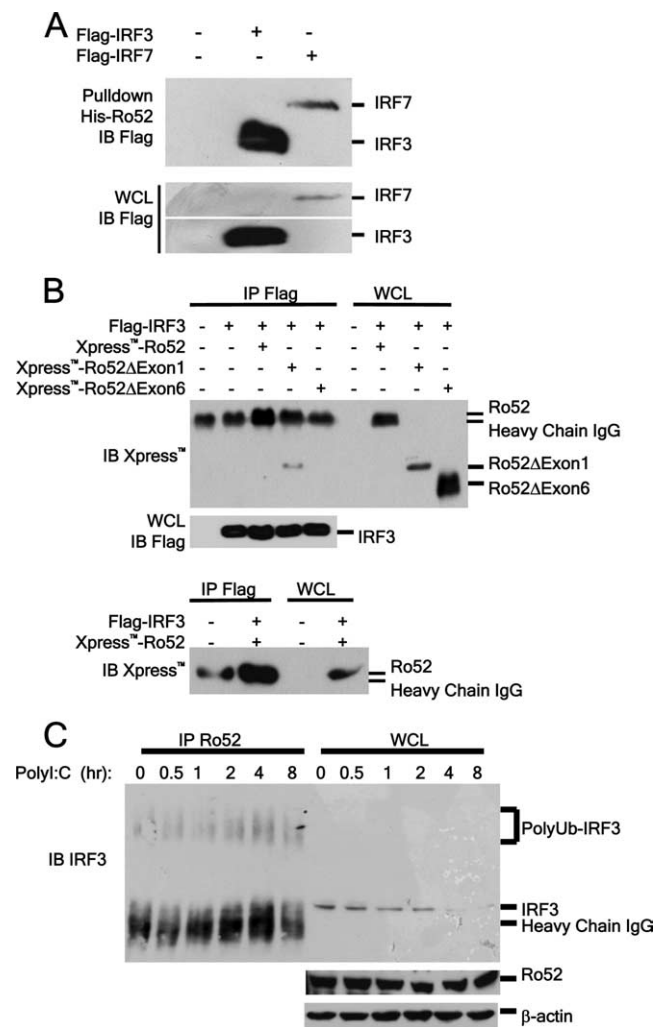 A
Flag-IRF3 - + -
Flag-IRF7 - - +
Pulldown
His-Ro52
IB Flag
IRF7
IRF3
WCL
IB Flag
IRF7
IRF3
B
IP Flag WCL
Flag-IRF3 - + + + + - + + +
Xpress™-Ro52 - - + - - - + - -
Xpress™-Ro52ΔExon1 - - - + - - - + -
Xpress™-Ro52ΔExon6 - - - - + - - - +
IB Xpress™
Ro52
Heavy Chain IgG
Ro52ΔExon1
Ro52ΔExon6
WCL
IB Flag
IRF3
IP Flag WCL
Flag-IRF3 - + - +
Xpress™-Ro52 - + - +
IB Xpress™
Ro52
Heavy Chain IgG
C
IP Ro52 WCL
PolyI:C (hr): 0 0.5 1 2 4 8 0 0.5 1 2 4 8
IB IRF3
PolyUb-IRF3
IRF3
Heavy Chain IgG
Ro52
β-actin